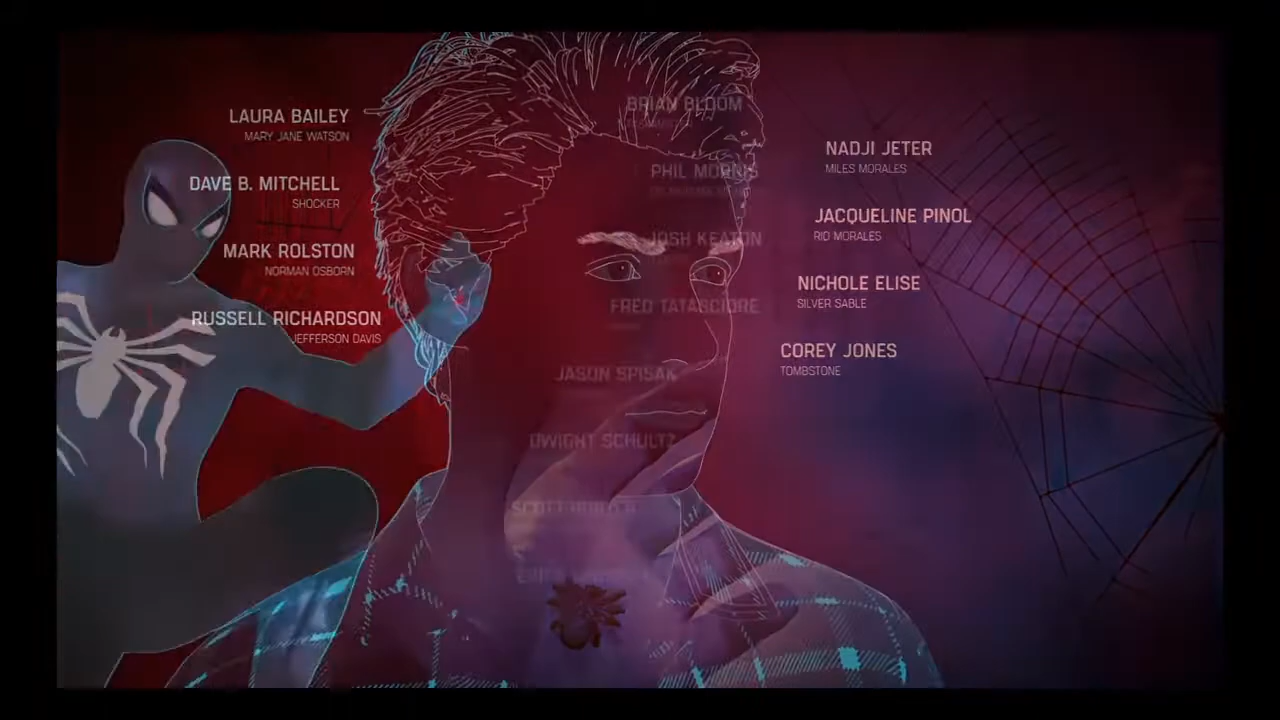 LAURA BAILEY
MARY JANE WATSON
DAVE B. MITCHELL
SHOCKER
MARK ROLSTON
NORMAN OSBORN
RUSSELL RICHARDSON
JEFFERSON DAVIS
BRIAN BLOOM
PHIL MORRIS
JOSH KEATON
FRED TATASCIORE
JASON SPISAK
DWIGHT SCHULTZ
NADJI JETER
MILES MORALES
JACQUELINE PINOL
RIO MORALES
NICHOLE ELISE
SILVER SABLE
COREY JONES
TOMBSTONE